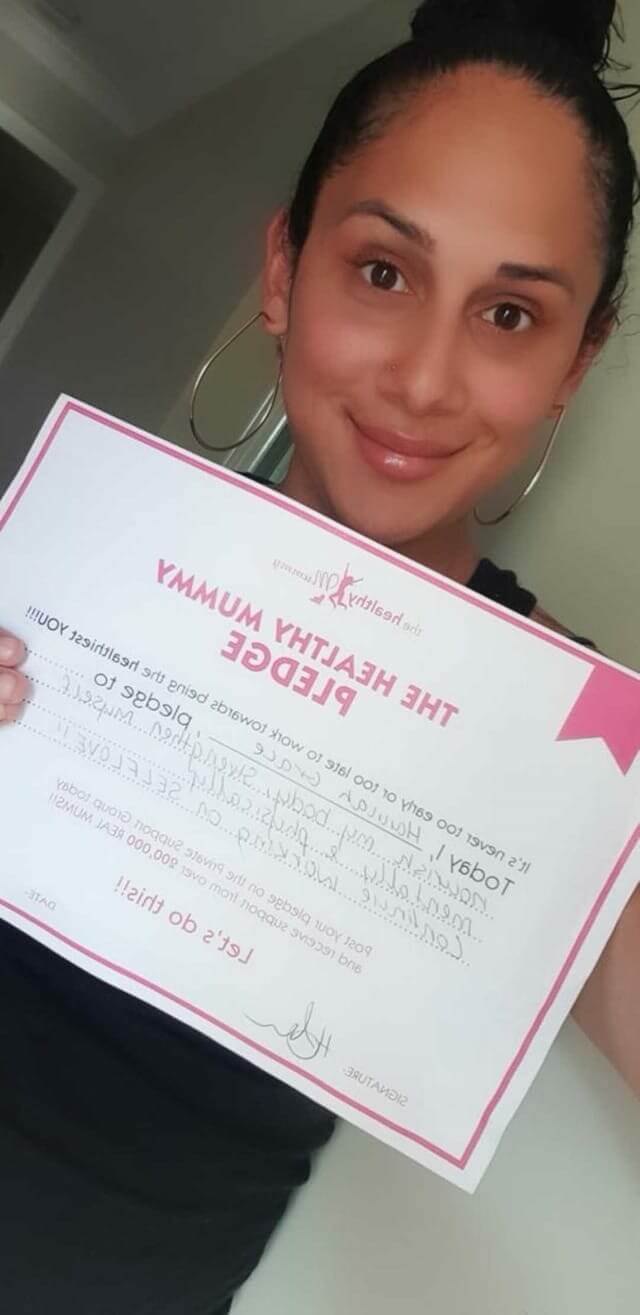 the healthy mummy
THE HEALTHY MUMMY
PLEDGE
It's never too early or too late to work towards being the healthiest YOU!!!!
Today I, Hannah Grace, pledge to
nourish my body, strengthen myself
mentally & physically
Continue working on SELFLOVE!!
Post your pledge on the Private Support Group today
and receive support from over 200,000 REAL MUMS!!
Let's do this!!
SIGNATURE:
DATE: